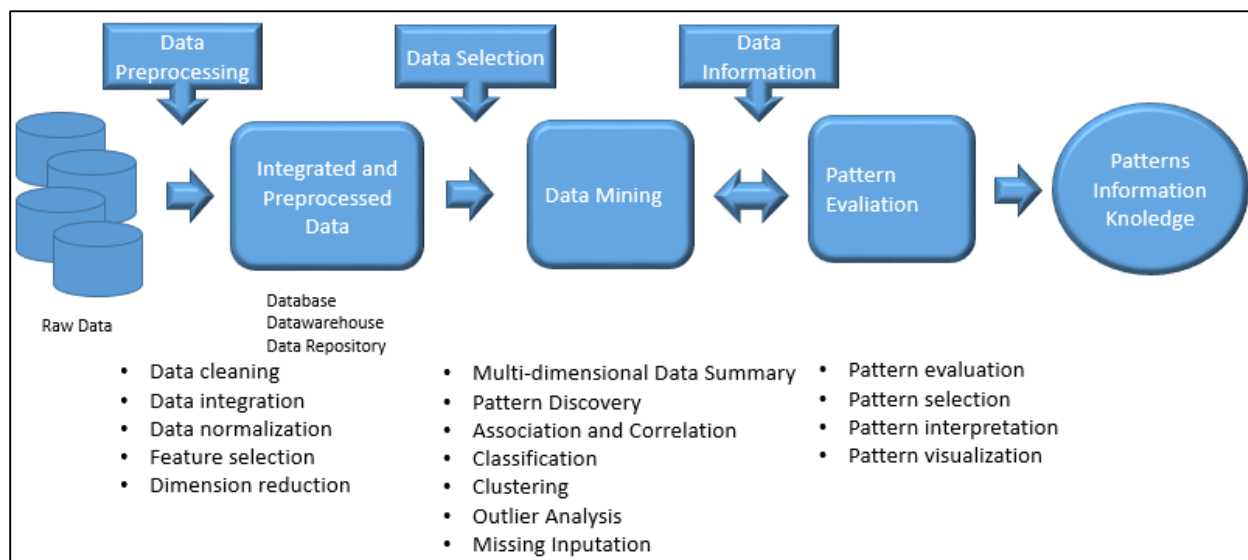 Data
Preprocessing
Data Selection
Data
Information
Integrated and
Preprocessed
Data
Data Mining
Pattern
Evaliation
Patterns
Information
Knoledge
Raw Data
Database
Datawarehouse
Data Repository
• Data cleaning
• Data integration
• Data normalization
• Feature selection
• Dimension reduction
• Multi-dimensional Data Summary
• Pattern Discovery
• Association and Correlation
• Classification
• Clustering
• Outlier Analysis
• Missing Inputation
• Pattern evaluation
• Pattern selection
• Pattern interpretation
• Pattern visualization